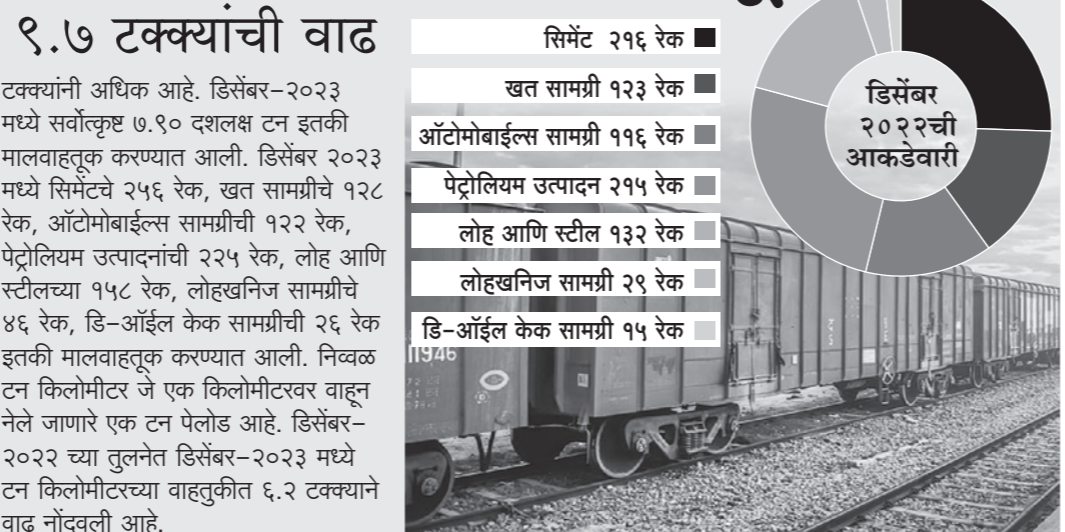 ९.७ टक्क्यांची वाढ
टक्क्यांनी अधिक आहे. डिसेंबर-२०२३
मध्ये सर्वोत्कृष्ट ७.९० दशलक्ष टन इतकी
मालवाहतूक करण्यात आली. डिसेंबर २०२३
मध्ये सिमेंटचे २५६ रेक, खत सामग्रीचे १२८
रेक, ऑटोमोबाईल्स सामग्रीची १२२ रेक,
पेट्रोलियम उत्पादनांची २२५ रेक, लोह आणि
स्टीलच्या १५८ रेक, लोहखनिज सामग्रीचे
४६ रेक, डि-ऑईल केक सामग्रीची २६ रेक
इतकी मालवाहतूक करण्यात आली. निव्वळ
टन किलोमीटर जे एक किलोमीटरवर वाहून
नेले जाणारे एक टन पेलोड आहे. डिसेंबर-
२०२२ च्या तुलनेत डिसेंबर-२०२३ मध्ये
टन किलोमीटरच्या वाहतुकीत ६.२ टक्क्याने
वाढ नोंदवली आहे.
सिमेंट २१६ रेक
खत सामग्री १२३ रेक
ऑटोमोबाईल्स सामग्री ११६ रेक
पेट्रोलियम उत्पादन २१५ रेक
लोह आणि स्टील १३२ रेक
लोहखनिज सामग्री २९ रेक
डि-ऑईल केक सामग्री १५ रेक
डिसेंबर
२०२२ची
आकडेवारी
11946